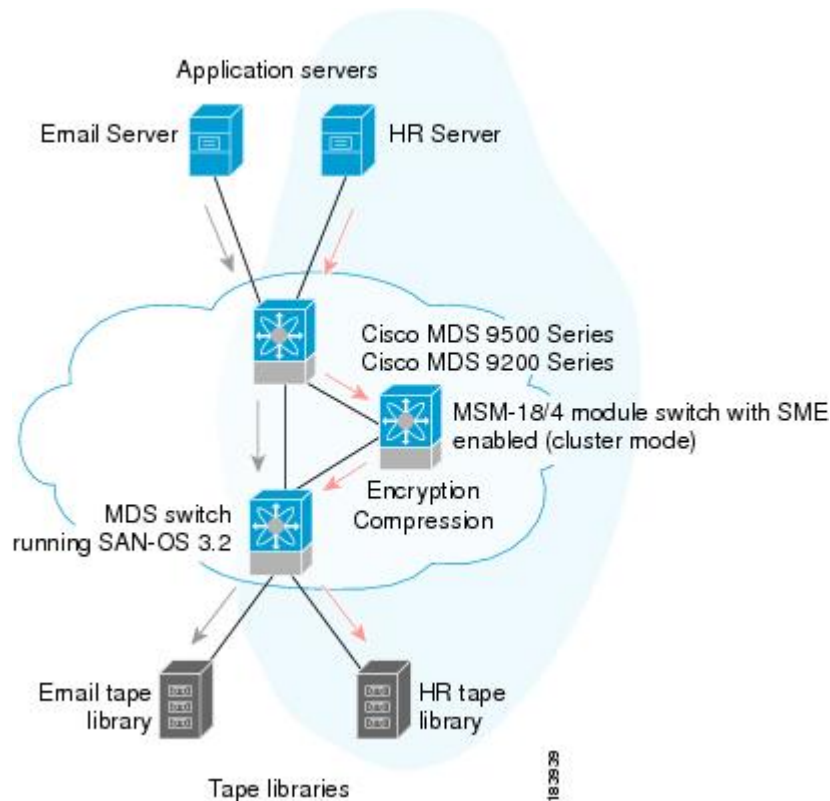 Application servers
Email Server
HR Server
Cisco MDS 9500 Series
Cisco MDS 9200 Series
MSM-18/4 module switch with SME
enabled (cluster mode)
Encryption
Compression
MDS switch
running SAN-OS 3.2
Email tape
library
HR tape
library
Tape libraries
183939